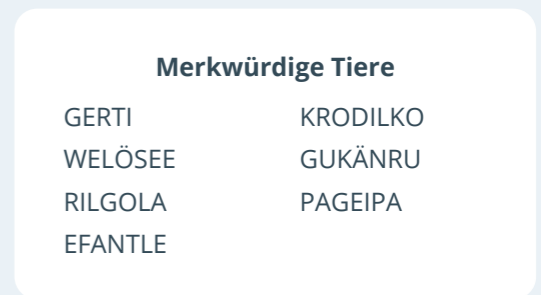 Merkwürdige Tiere
GERTI
WELÖSEE
RILGOLA
EFANTLE
KRODILKO
GUKÄNRU
PAGEIPA